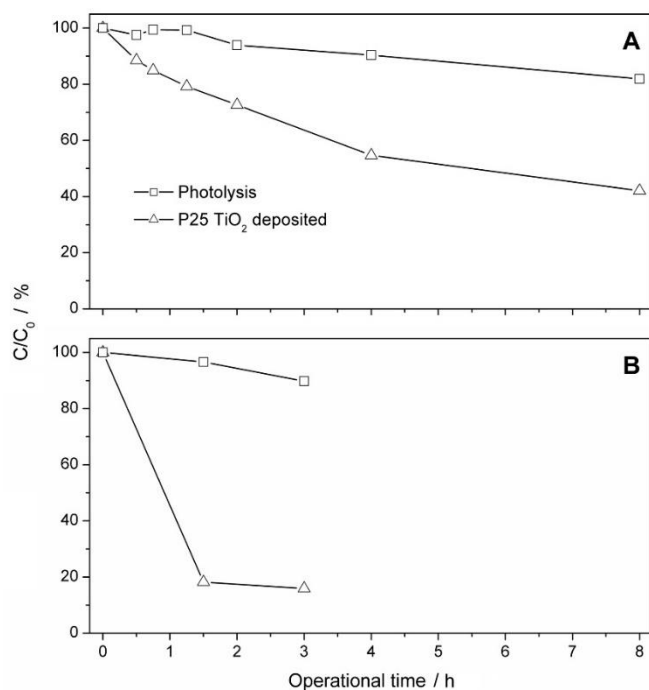 100
80
60
40
20
0
A
Photolysis
P25 TiO₂ deposited
C/C₀ / %
100
80
60
40
20
0
B
0 1 2 3 4 5 6 7 8
Operational time / h